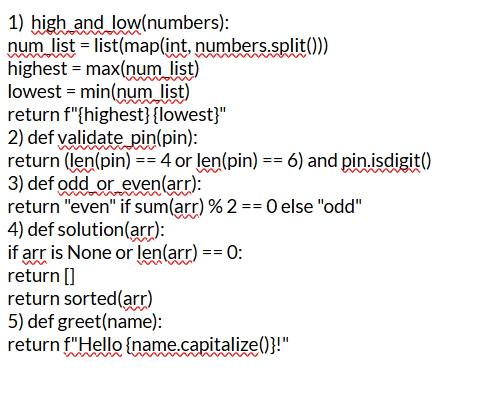 1) high_and_low(numbers):
num_list = list(map(int, numbers.split()))
highest = max(num_list)
lowest = min(num_list)
return f"{highest} {lowest}"
2) def validate_pin(pin):
return (len(pin) == 4 or len(pin) == 6) and pin.isdigit()
3) def odd_or_even(arr):
return "even" if sum(arr) % 2 == 0 else "odd"
4) def solution(arr):
if arr is None or len(arr) == 0:
return []
return sorted(arr)
5) def greet(name):
return f"Hello {name.capitalize()}!"